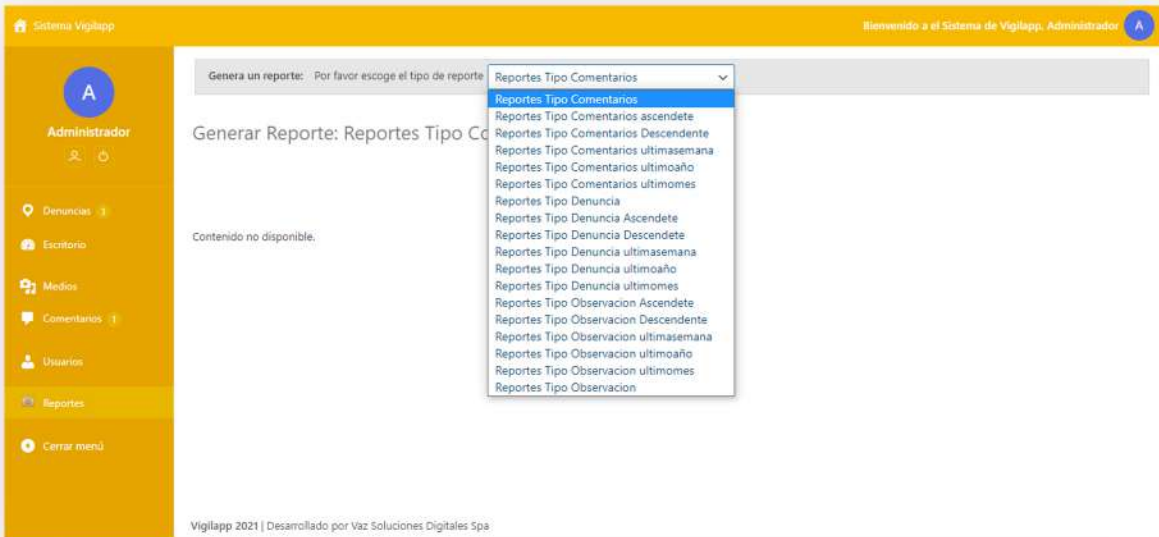 Sistema Vigilapp
Bienvenido a el Sistema de Vigilapp, Administrador
A
A
Administrador
Denuncias 3
Escritorio
Medios
Comentarios 1
Usuarios
Reportes
Cerrar menú
Genera un reporte: Por favor escoge el tipo de reporte Reportes Tipo Comentarios
Reportes Tipo Comentarios
Reportes Tipo Comentarios ascendete
Reportes Tipo Comentarios Descendente
Reportes Tipo Comentarios ultimasemana
Reportes Tipo Comentarios ultimoaño
Reportes Tipo Comentarios ultimomes
Reportes Tipo Denuncia
Reportes Tipo Denuncia Ascendete
Reportes Tipo Denuncia Descendete
Reportes Tipo Denuncia ultimasemana
Reportes Tipo Denuncia ultimoaño
Reportes Tipo Denuncia ultimomes
Reportes Tipo Observacion Ascendete
Reportes Tipo Observacion Descendente
Reportes Tipo Observacion ultimasemana
Reportes Tipo Observacion ultimoaño
Reportes Tipo Observacion ultimomes
Reportes Tipo Observacion
Generar Reporte: Reportes Tipo Co
Contenido no disponible.
Vigilapp 2021 | Desarrollado por Vaz Soluciones Digitales Spa